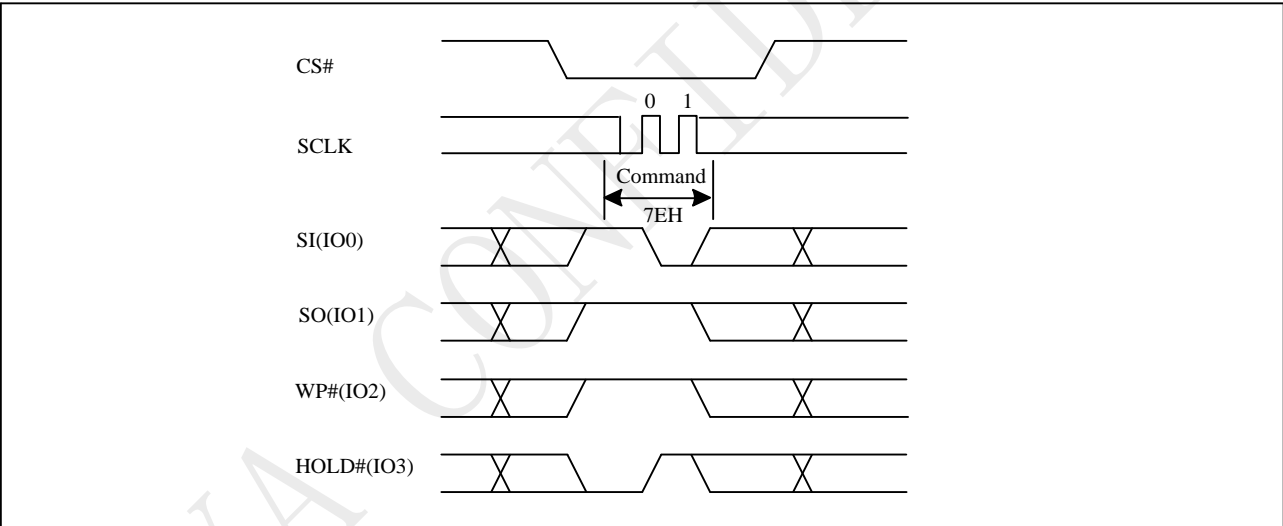 CS#
0 1
SCLK
Command
7EH
SI(IO0)
SO(IO1)
WP#(IO2)
HOLD#(IO3)